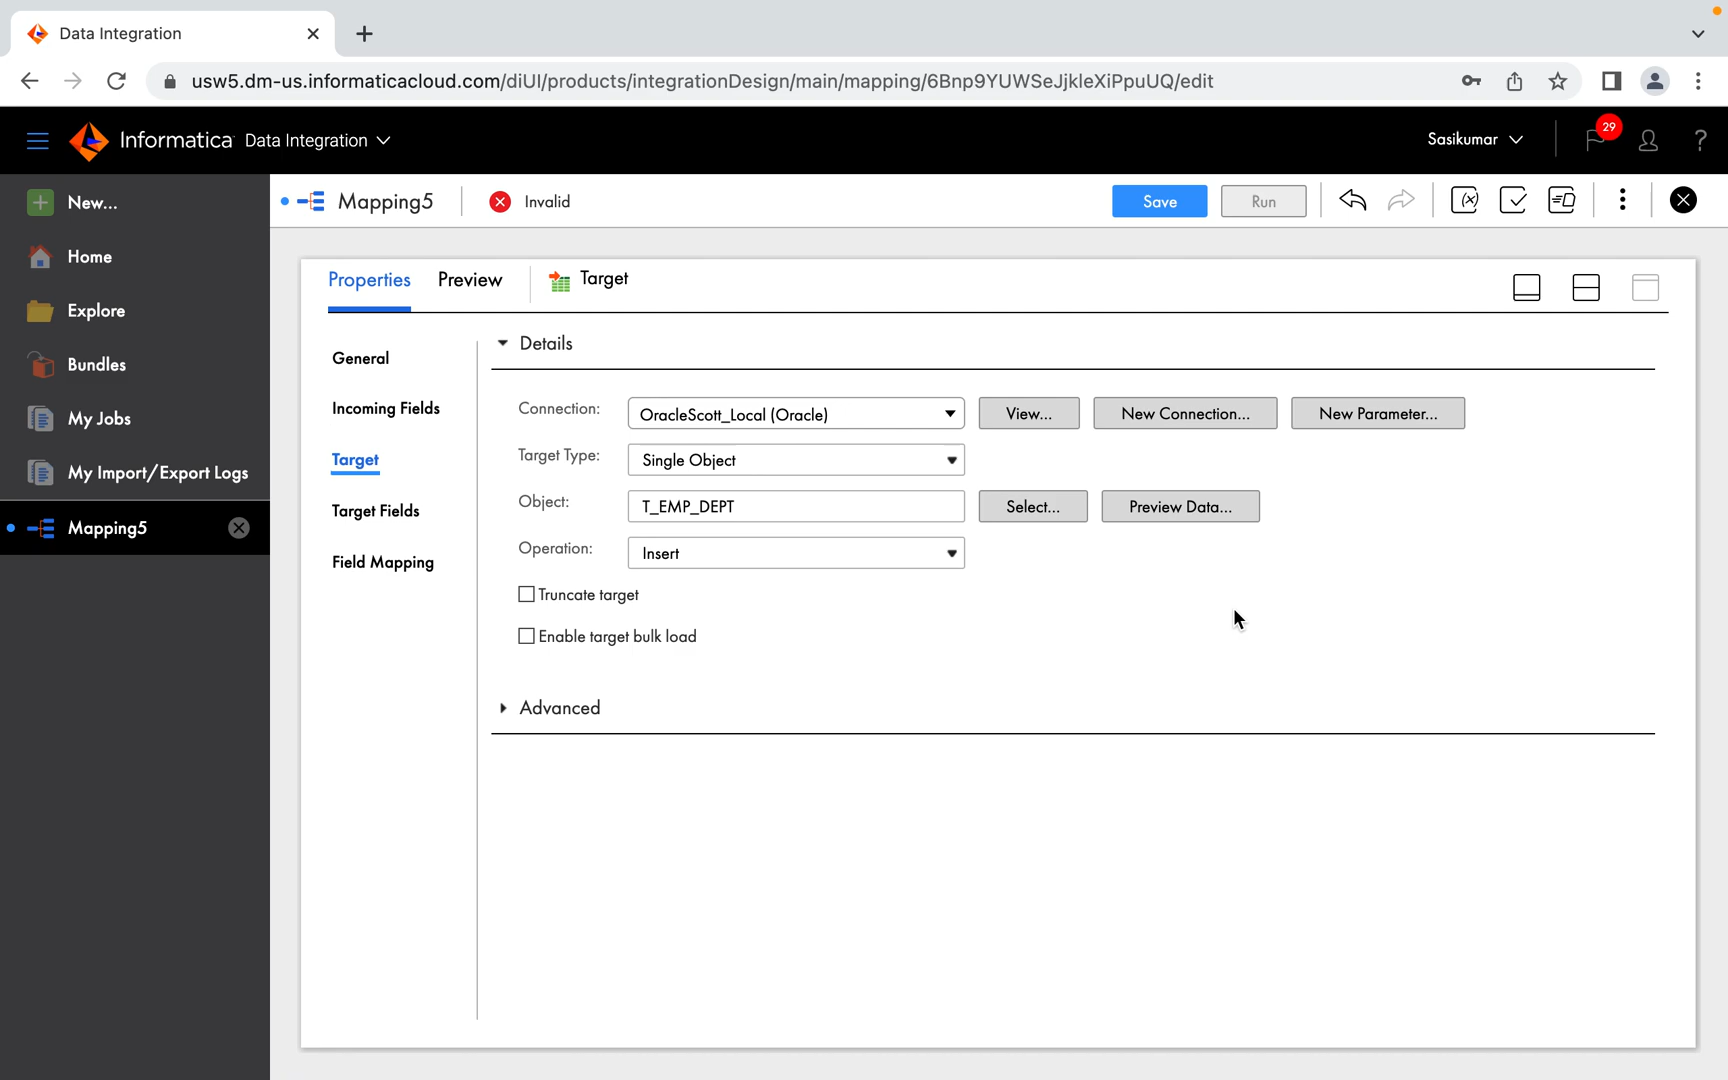 Data Integration
usw5.dm-us.informaticacloud.com/diUI/products/integrationDesign/main/mapping/6Bnp9YUWSeJjkleXiPpuUQ/edit
Informatica Data Integration
Sasikumar
29
?
New...
Home
Explore
Bundles
My Jobs
My Import/Export Logs
Mapping5
Mapping5
Invalid
Save
Run
Properties
Preview
Target
General
Incoming Fields
Target
Target Fields
Field Mapping
Details
Connection: OracleScott_Local (Oracle) View... New Connection... New Parameter...
Target Type: Single Object
Object: T_EMP_DEPT Select... Preview Data...
Operation: Insert
Truncate target
Enable target bulk load
Advanced